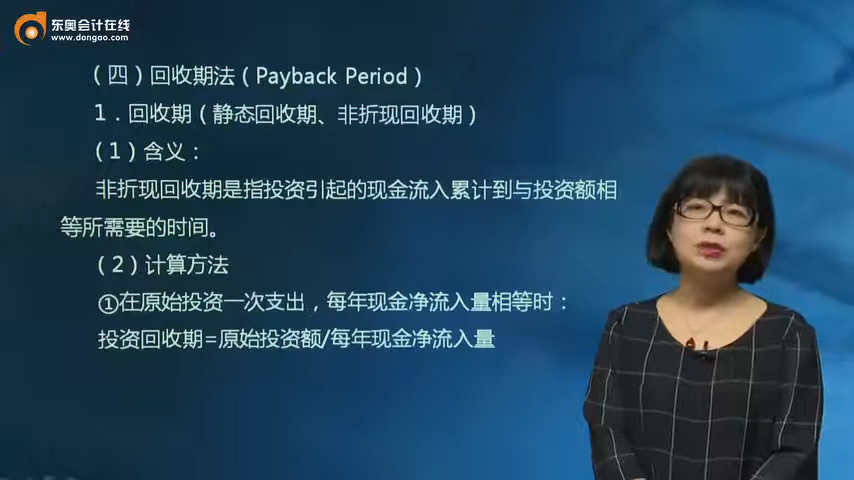 东奥会计在线
www.dongao.com
（四）回收期法（Payback Period）
1．回收期（静态回收期、非折现回收期）
（1）含义：
非折现回收期是指投资引起的现金流入累计到与投资额相
等所需要的时间。
（2）计算方法
①在原始投资一次支出，每年现金净流入量相等时：
投资回收期=原始投资额/每年现金净流入量